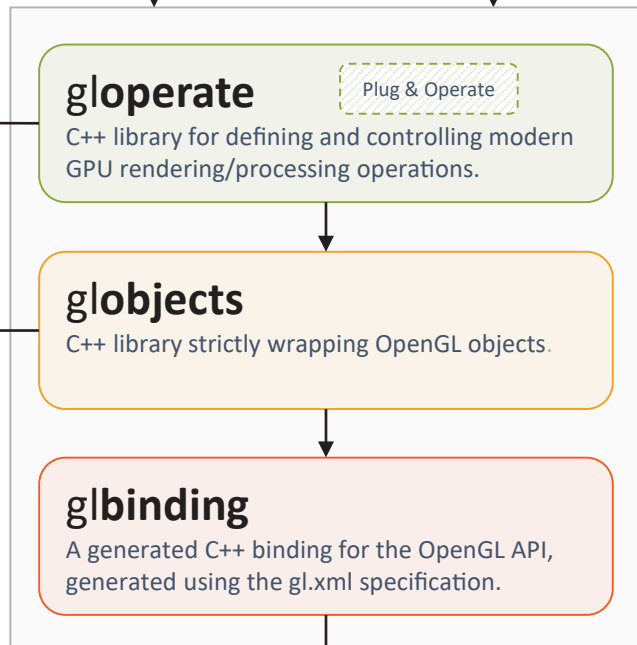 gloperate
Plug & Operate
C++ library for defining and controlling modern
GPU rendering/processing operations.
globjects
C++ library strictly wrapping OpenGL objects.
glbinding
A generated C++ binding for the OpenGL API,
generated using the gl.xml specification.